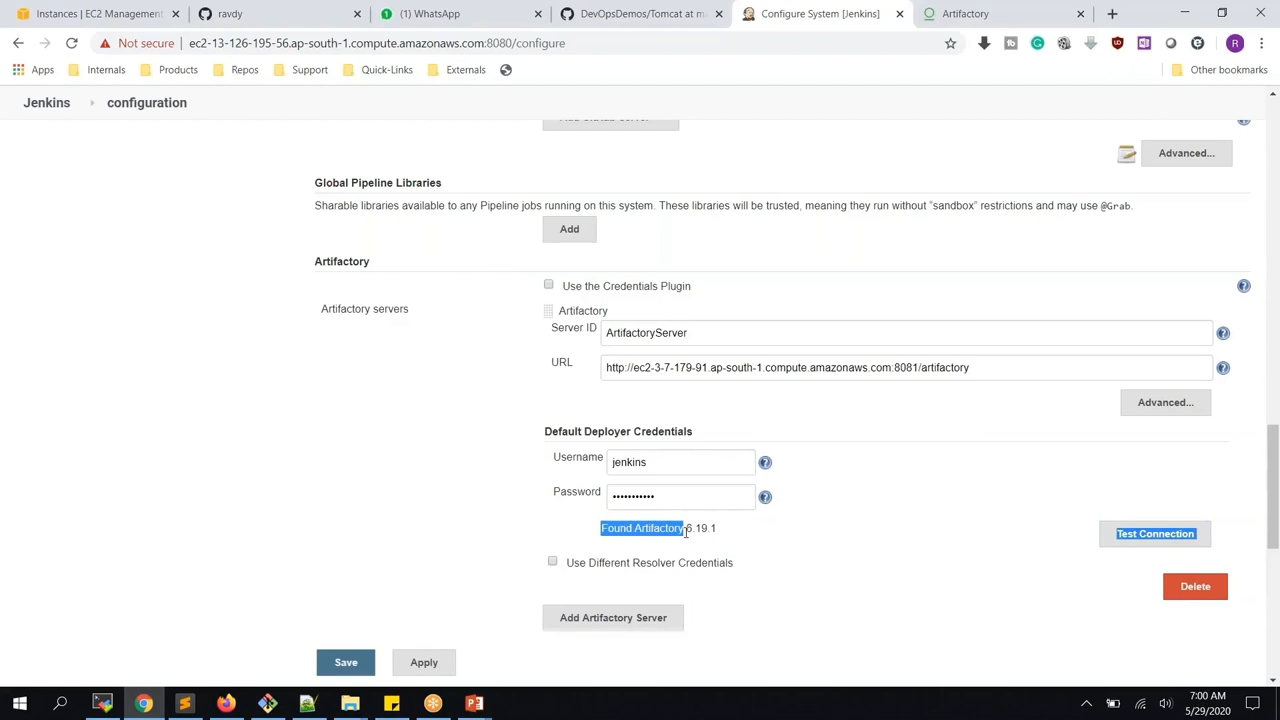 Instances | EC2 Management
ravdy
(1) WhatsApp
DevOpsDemos/Tomcat at m
Configure System [Jenkins]
Artifactory
Not secure
ec2-13-126-195-56.ap-south-1.compute.amazonaws.com:8080/configure
Apps
Internals
Products
Repos
Support
Quick-Links
Externals
Other bookmarks
Jenkins
configuration
Advanced...
Global Pipeline Libraries
Sharable libraries available to any Pipeline jobs running on this system. These libraries will be trusted, meaning they run without "sandbox" restrictions and may use @Grab.
Add
Artifactory
Use the Credentials Plugin
Artifactory servers
Artifactory
Server ID
ArtifactoryServer
URL
http://ec2-3-7-179-91.ap-south-1.compute.amazonaws.com:8081/artifactory
Advanced...
Default Deployer Credentials
Username
jenkins
Password
•••••••••••
Found Artifactory 6.19.1
Test Connection
Use Different Resolver Credentials
Delete
Add Artifactory Server
Save
Apply
7:00 AM
5/29/2020